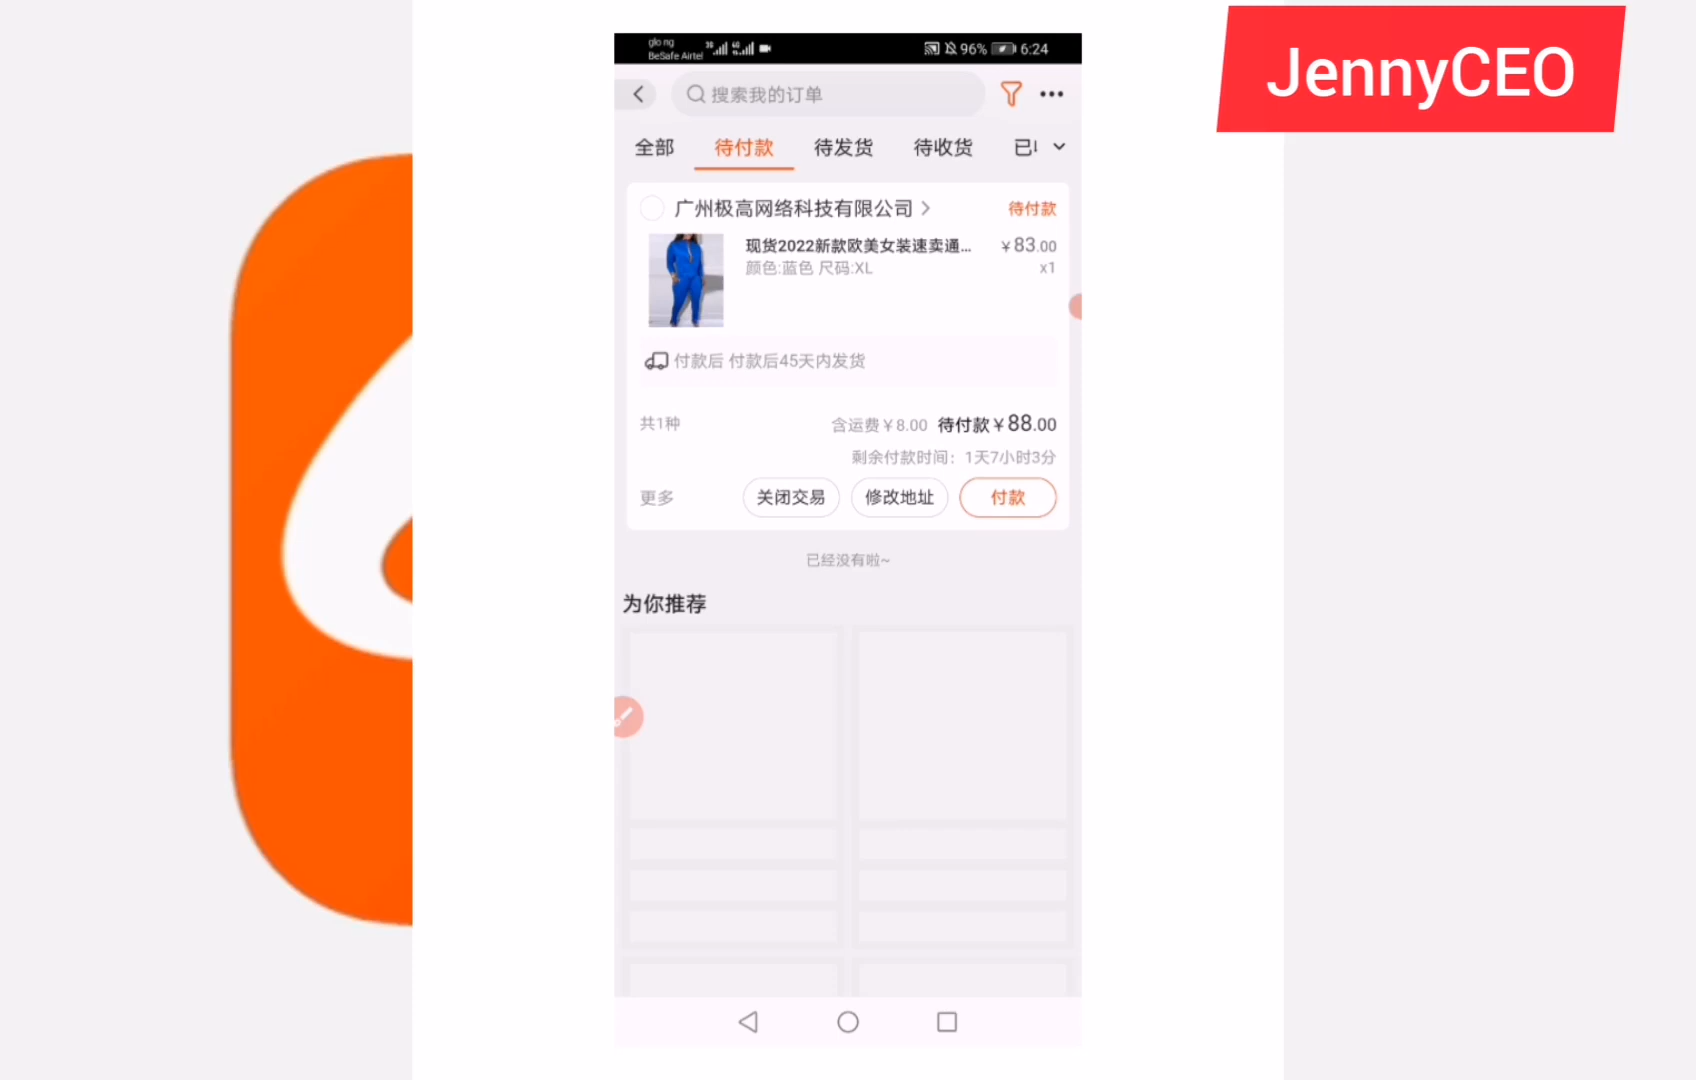 JennyCEO
glo ng
BeSafe Airtel
96% 6:24
搜索我的订单
全部 待付款 待发货 待收货
广州极高网络科技有限公司 待付款
现货2022新款欧美女装速卖通... ¥83.00
颜色:蓝色 尺码:XL x1
付款后 付款后45天内发货
共1种 含运费¥8.00 待付款¥88.00
剩余付款时间：1天7小时3分
更多 关闭交易 修改地址 付款
已经没有啦~
为你推荐